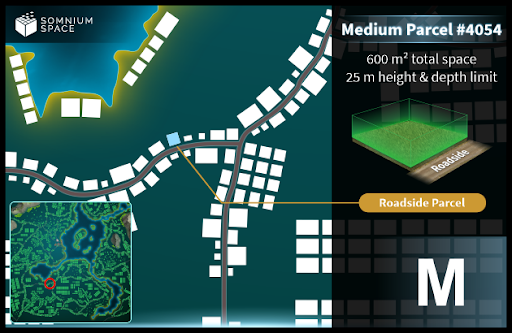 SOMNIUM
SPACE
Medium Parcel #4054
600 m² total space
25 m height & depth limit
Roadside
Roadside Parcel
M